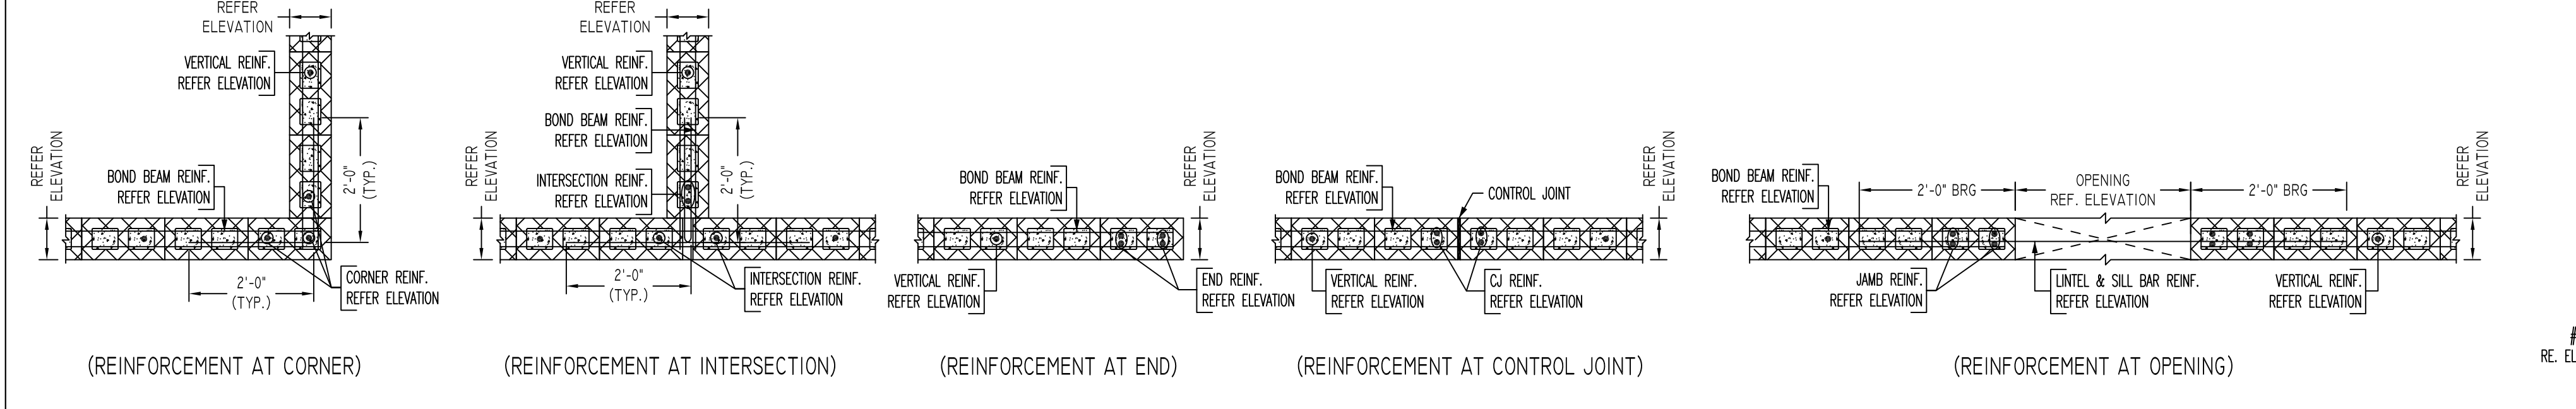 REFER
ELEVATION
VERTICAL REINF.
REFER ELEVATION
REFER
ELEVATION
BOND BEAM REINF.
REFER ELEVATION
2'-0"
(TYP.)
2'-0"
(TYP.)
CORNER REINF.
REFER ELEVATION
(REINFORCEMENT AT CORNER)
REFER
ELEVATION
VERTICAL REINF.
REFER ELEVATION
BOND BEAM REINF.
REFER ELEVATION
REFER
ELEVATION
INTERSECTION REINF.
REFER ELEVATION
2'-0"
(TYP.)
2'-0"
(TYP.)
INTERSECTION REINF.
REFER ELEVATION
(REINFORCEMENT AT INTERSECTION)
BOND BEAM REINF.
REFER ELEVATION
REFER
ELEVATION
VERTICAL REINF.
REFER ELEVATION
END REINF.
REFER ELEVATION
(REINFORCEMENT AT END)
BOND BEAM REINF.
REFER ELEVATION
CONTROL JOINT
REFER
ELEVATION
VERTICAL REINF.
REFER ELEVATION
CJ REINF.
REFER ELEVATION
(REINFORCEMENT AT CONTROL JOINT)
BOND BEAM REINF.
REFER ELEVATION
2'-0" BRG
OPENING
REF. ELEVATION
2'-0" BRG
REFER
ELEVATION
JAMB REINF.
REFER ELEVATION
LINTEL & SILL BAR REINF.
REFER ELEVATION
VERTICAL REINF.
REFER ELEVATION
(REINFORCEMENT AT OPENING)
#
RE. EL